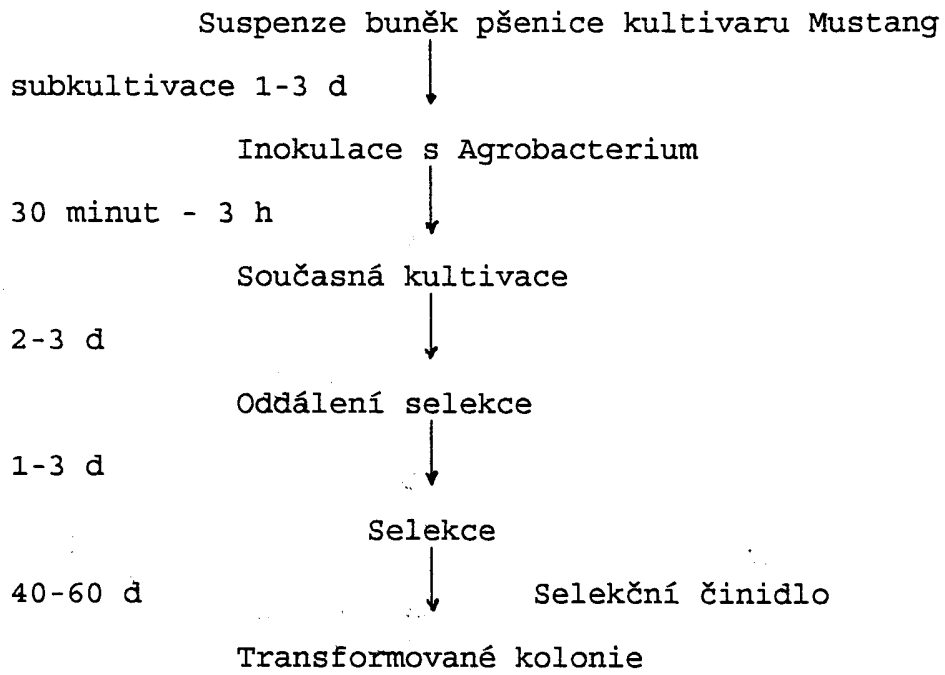 Suspenze buněk pšenice kultivaru Mustang
subkultivace 1-3 d
Inokulace s Agrobacterium
30 minut - 3 h
Současná kultivace
2-3 d
Oddálení selekce
1-3 d
Selekce
40-60 d Selekční činidlo
Transformované kolonie